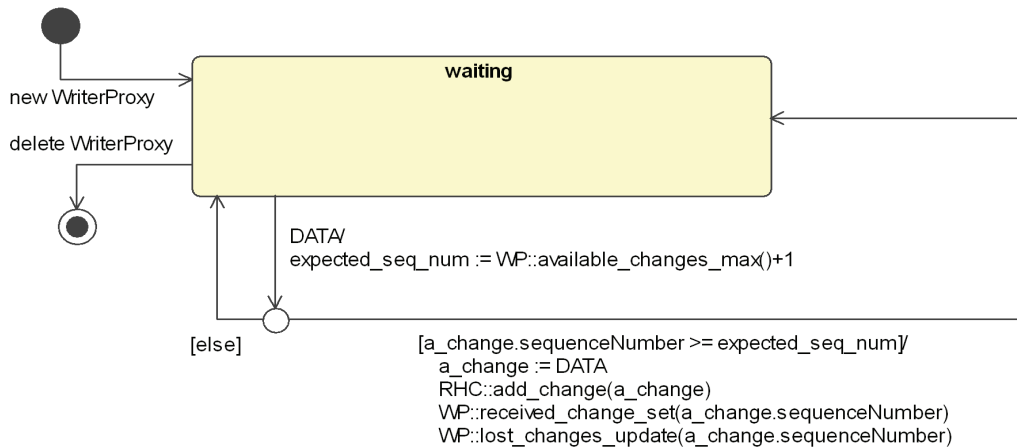 waiting
new WriterProxy
delete WriterProxy
DATA/
expected_seq_num := WP::available_changes_max()+1
[else]
[a_change.sequenceNumber >= expected_seq_num]/
a_change := DATA
RHC::add_change(a_change)
WP::received_change_set(a_change.sequenceNumber)
WP::lost_changes_update(a_change.sequenceNumber)